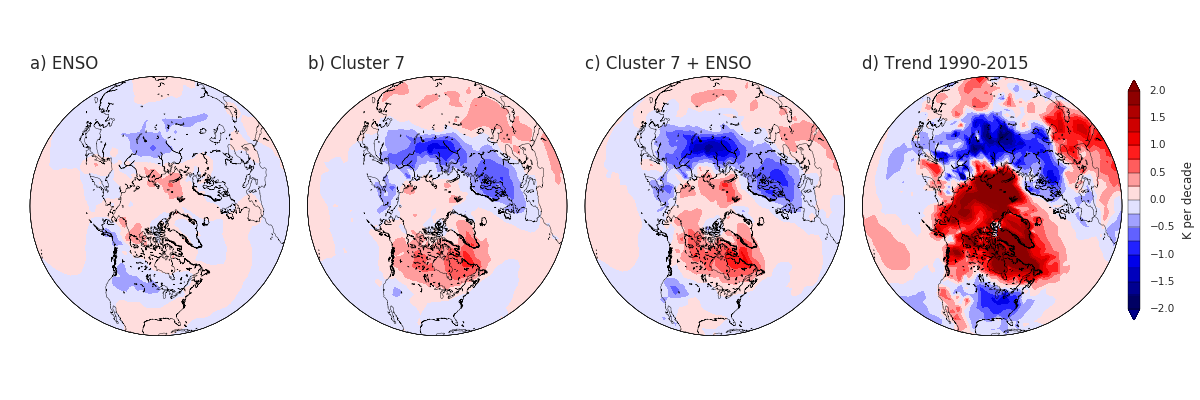 a) ENSO
b) Cluster 7
c) Cluster 7 + ENSO
d) Trend 1990-2015
2.0
1.5
1.0
0.5
0.0
−0.5
−1.0
−1.5
−2.0
K per decade